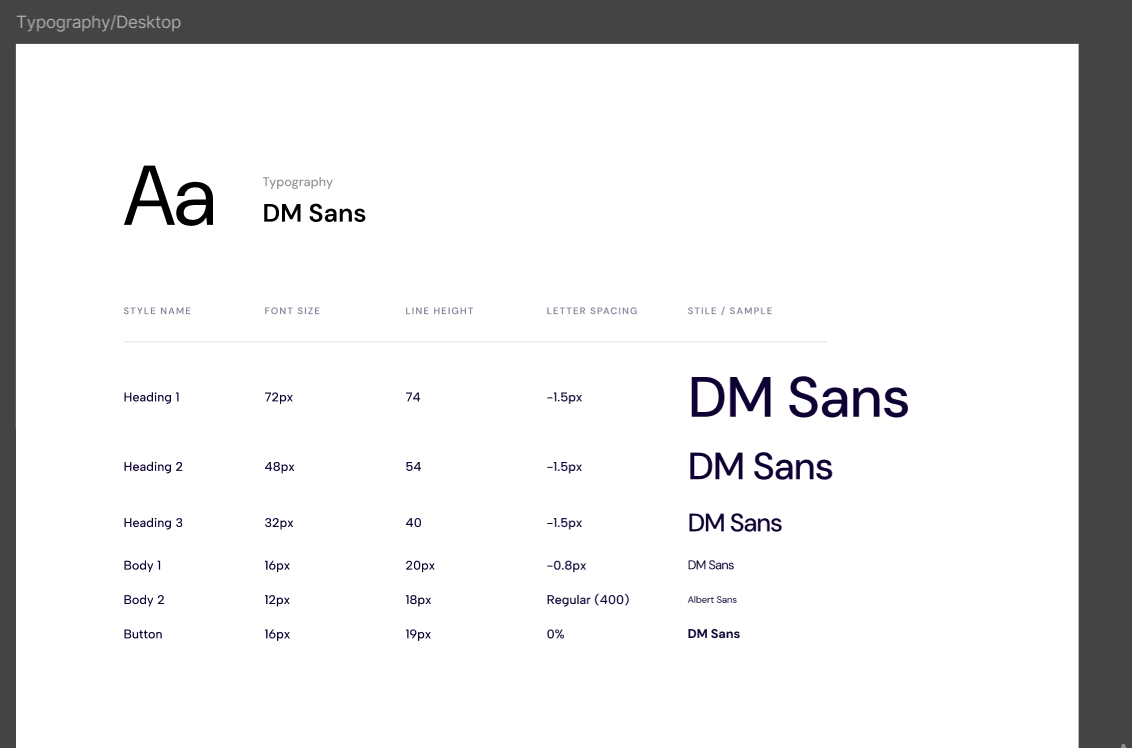 Typography/Desktop
Aa
Typography
DM Sans
STYLE NAME FONT SIZE LINE HEIGHT LETTER SPACING STILE / SAMPLE
Heading 1 72px 74 -1.5px DM Sans
Heading 2 48px 54 -1.5px DM Sans
Heading 3 32px 40 -1.5px DM Sans
Body 1 16px 20px -0.8px DM Sans
Body 2 12px 18px Regular (400) Albert Sans
Button 16px 19px 0% DM Sans